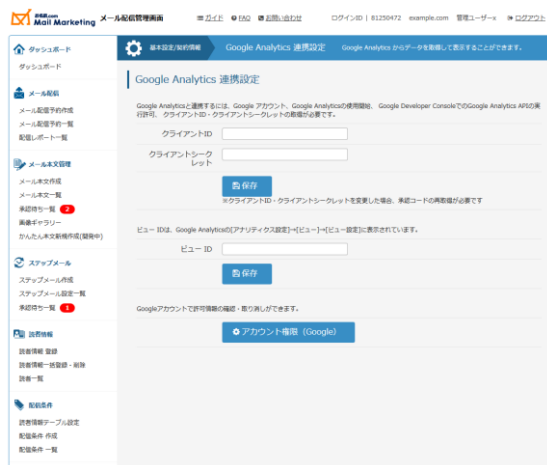 お名前.com
Mail Marketing メール配信管理画面 ガイド FAQ お問い合わせ ログインID | 81250472 example.com 管理ユーザーx ログアウト
ダッシュボード
ダッシュボード
メール配信
メール配信予約作成
メール配信予約一覧
配信レポート一覧
メール本文管理
メール本文作成
メール本文一覧
承認待ち一覧 2
画像ギャラリー
かんたん本文新規作成(開発中)
ステップメール
ステップメール作成
ステップメール設定一覧
承認待ち一覧 1
読者情報
読者情報 登録
読者情報一括登録・削除
読者一覧
配信条件
読者情報テーブル設定
配信条件 作成
配信条件 一覧
基本設定/契約情報 Google Analytics 連携設定 Google Analytics からデータを取得して表示することができます。
Google Analytics 連携設定
Google Analyticsと連携するには、Google アカウント、Google Analyticsの使用開始、 Google Developer ConsoleでのGoogle Analytics APIの実
行許可、 クライアントID・クライアントシークレットの取得が必要です。
クライアントID
クライアントシーク
レット
保存
※クライアントID・クライアントシークレットを変更した場合、承認コードの再取得が必要です
ビュー IDは、Google Analyticsの[アナリティクス設定]→[ビュー]→[ビュー設定]に表示されています。
ビュー ID
保存
Googleアカウントで許可情報の確認・取り消しができます。
アカウント権限（Google）